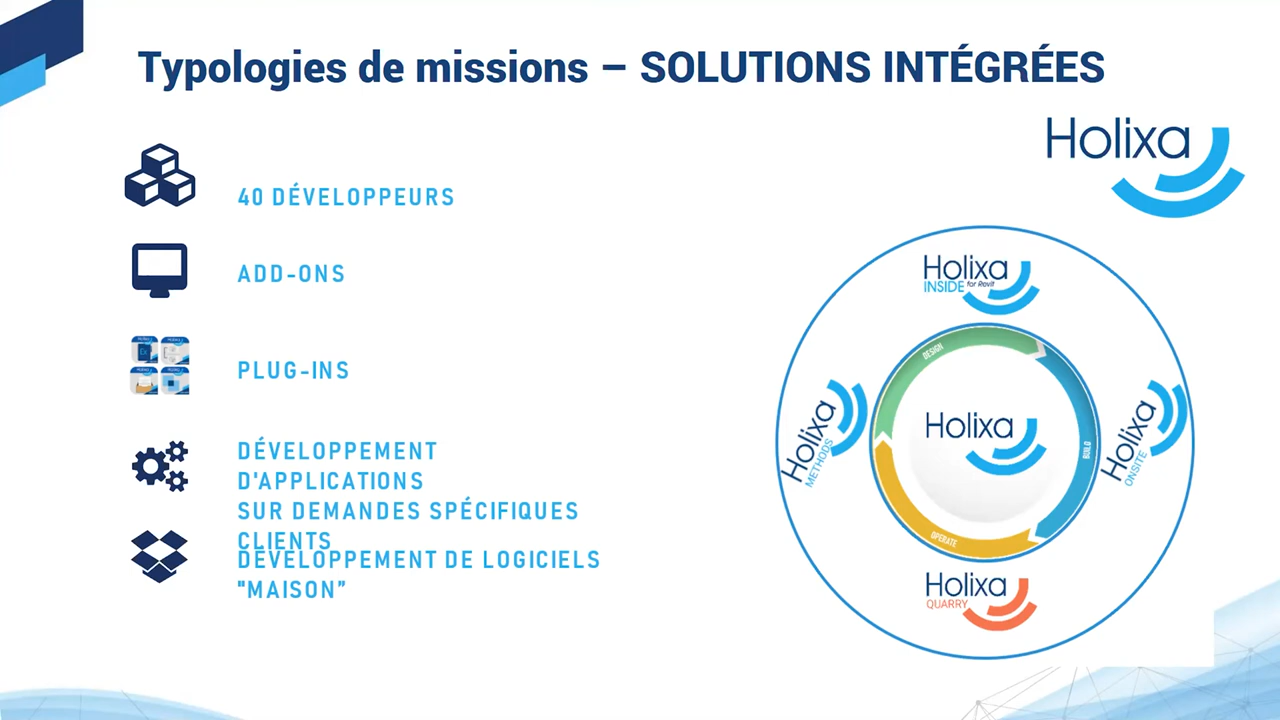 Typologies de missions – SOLUTIONS INTÉGRÉES
Holixa
40 DÉVELOPPEURS
ADD-ONS
PLUG-INS
DÉVELOPPEMENT
D'APPLICATIONS
SUR DEMANDES SPÉCIFIQUES
CLIENTS
DÉVELOPPEMENT DE LOGICIELS
"MAISON”
Holixa
INSIDE for Revit
DESIGN
Holixa
METHODS
Holixa
BUILD
Holixa
ONSITE
OPERATE
Holixa
QUARRY